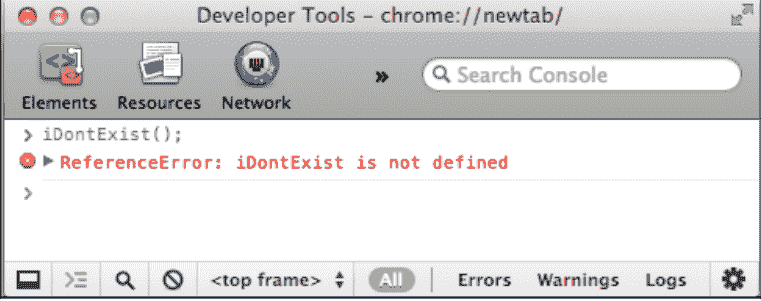 Developer Tools – chrome://newtab/
Elements Resources Network » Search Console
> iDontExist();
ReferenceError: iDontExist is not defined
>
<top frame> All Errors Warnings Logs